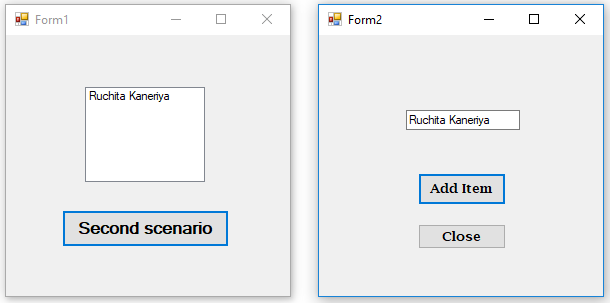 Form1
Ruchita Kaneriya
Second scenario
Form2
Ruchita Kaneriya
Add Item
Close